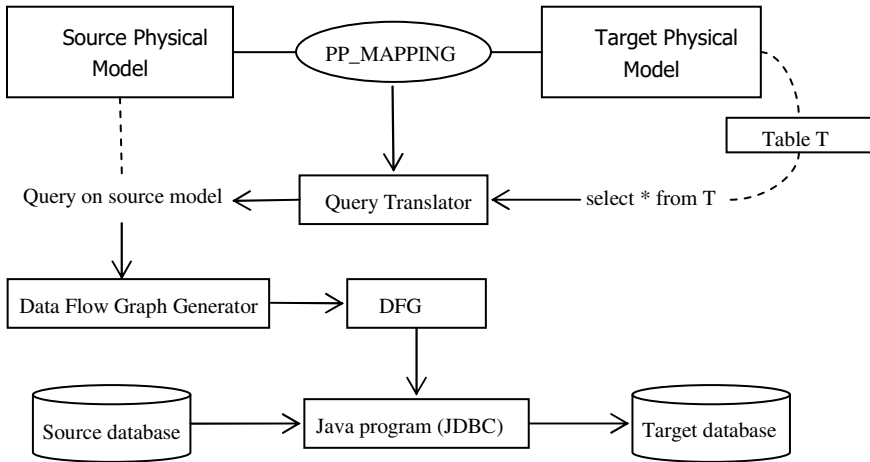 Source Physical
Model
PP_MAPPING
Target Physical
Model
Table T
Query on source model
Query Translator
select * from T
Data Flow Graph Generator
DFG
Source database
Java program (JDBC)
Target database